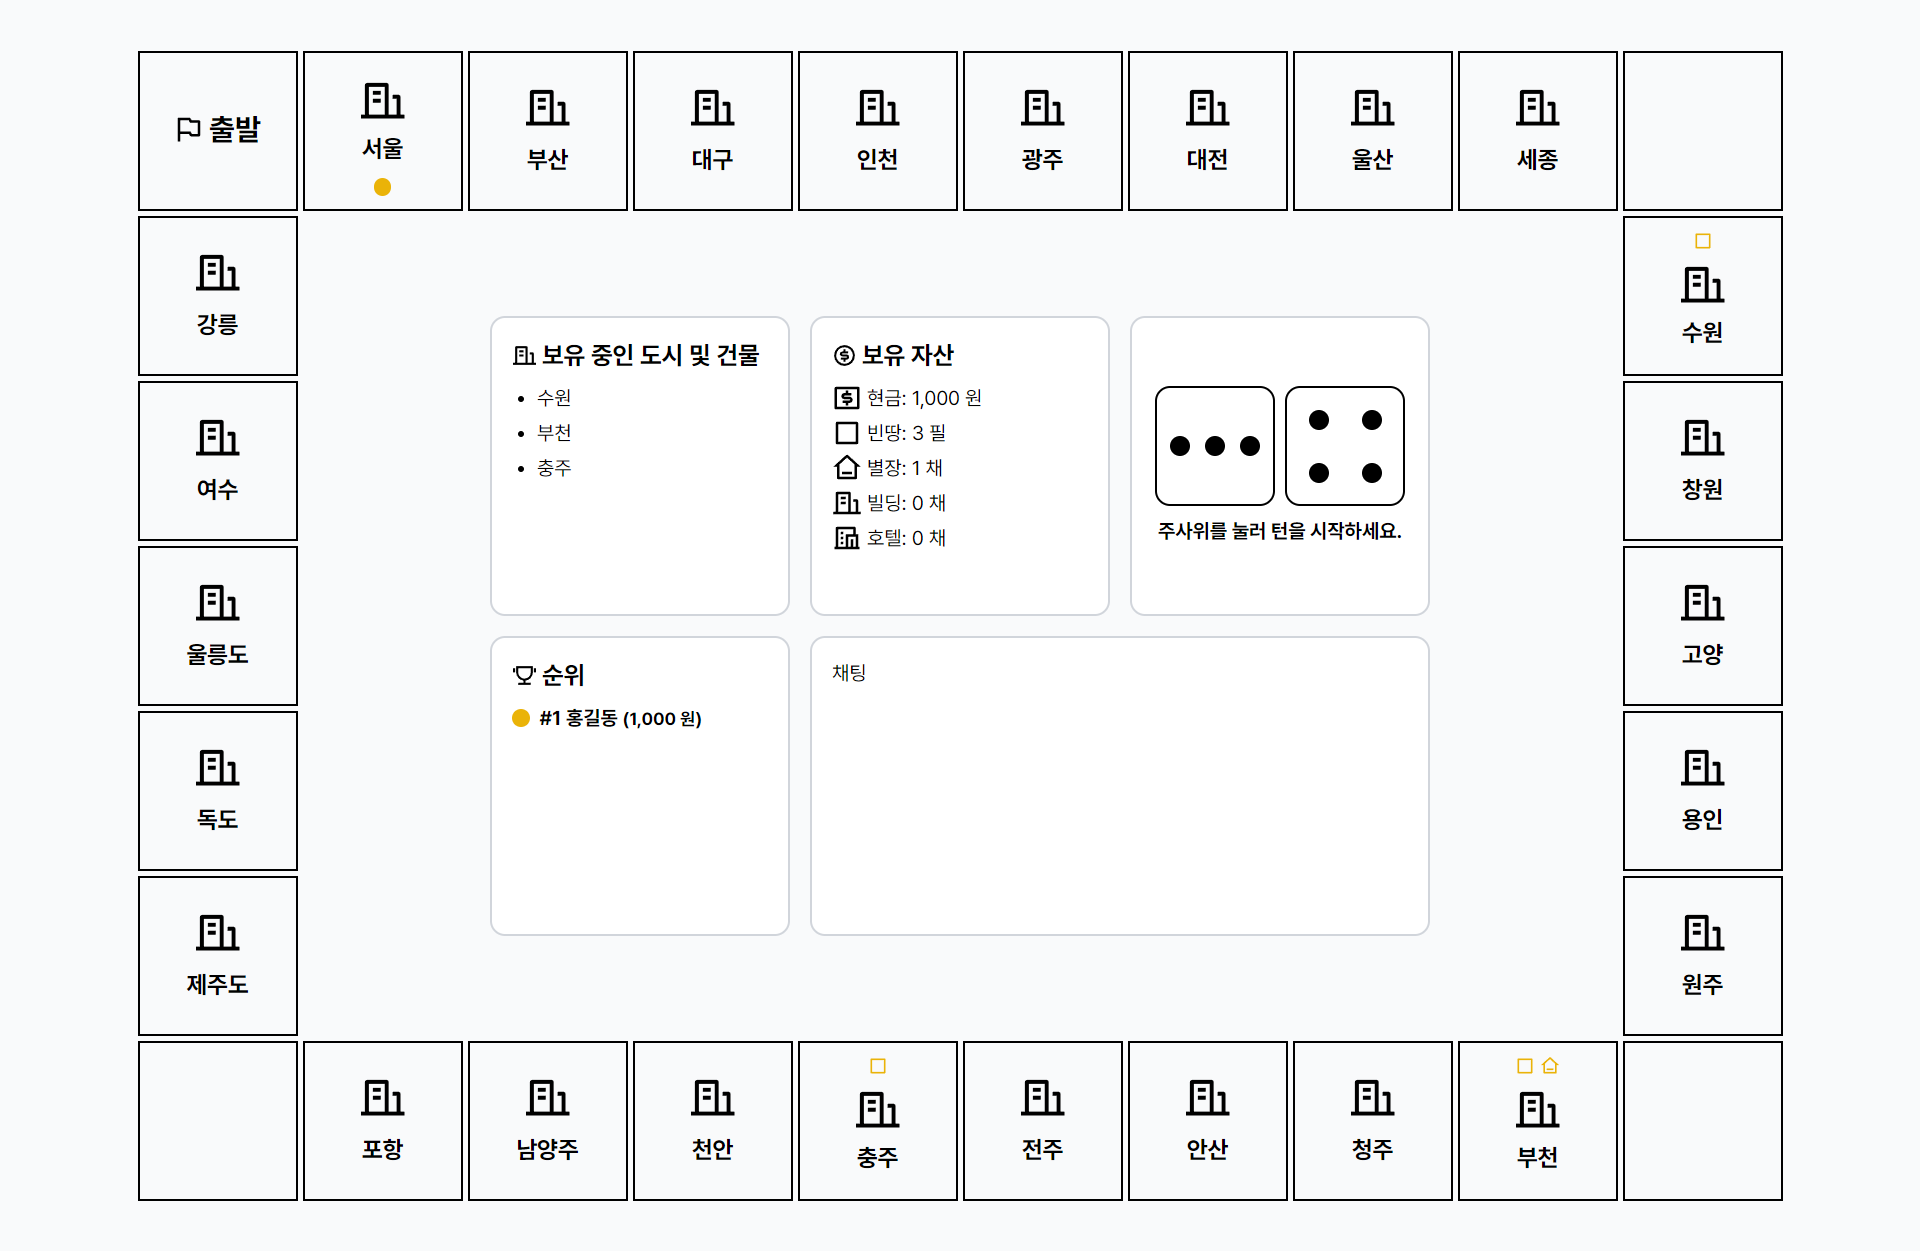 출발
서울
부산
대구
인천
광주
대전
울산
세종
강릉
수원
여수
창원
울릉도
고양
독도
용인
제주도
원주
보유 중인 도시 및 건물
• 수원
• 부천
• 충주
보유 자산
현금: 1,000 원
빈땅: 3 필
별장: 1 채
빌딩: 0 채
호텔: 0 채
주사위를 눌러 턴을 시작하세요.
순위
#1 홍길동 (1,000 원)
채팅
포항
남양주
천안
충주
전주
안산
청주
부천